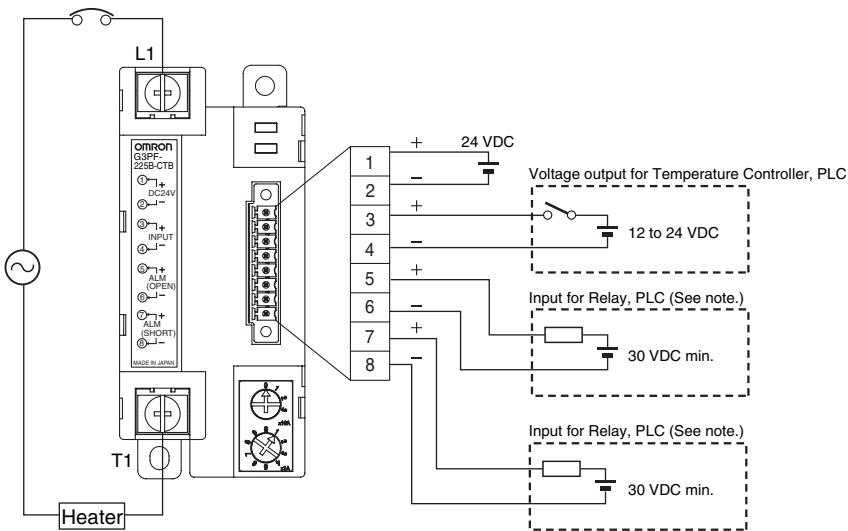 L1
OMRON
G3PF-
225B-CTB
① +
DC24V
② −
③ +
INPUT
④ −
⑤ +
ALM
(OPEN)
⑥ −
⑦ +
ALM
(SHORT)
⑧ −
MADE IN JAPAN
T1
Heater
1
2
3
4
5
6
7
8
+ 24 VDC
−
Voltage output for Temperature Controller, PLC
+
− 12 to 24 VDC
Input for Relay, PLC (See note.)
+
− 30 VDC min.
+
−
Input for Relay, PLC (See note.)
30 VDC min.